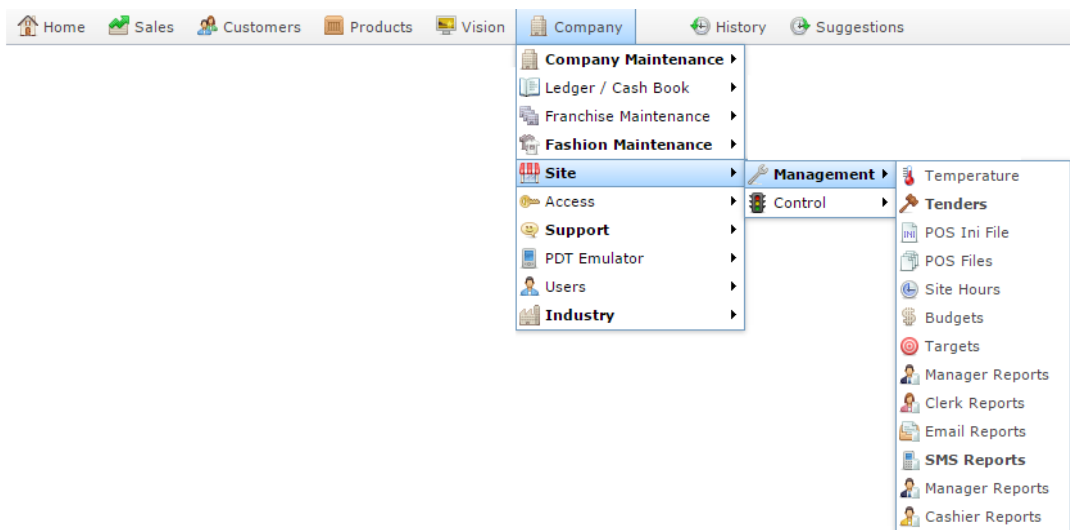 Home Sales Customers Products Vision Company History Suggestions
Company Maintenance
Ledger / Cash Book
Franchise Maintenance
Fashion Maintenance
Site
Access
Support
PDT Emulator
Users
Industry
Management
Control
Temperature
Tenders
INI POS Ini File
POS Files
Site Hours
Budgets
Targets
Manager Reports
Clerk Reports
Email Reports
SMS Reports
Manager Reports
Cashier Reports